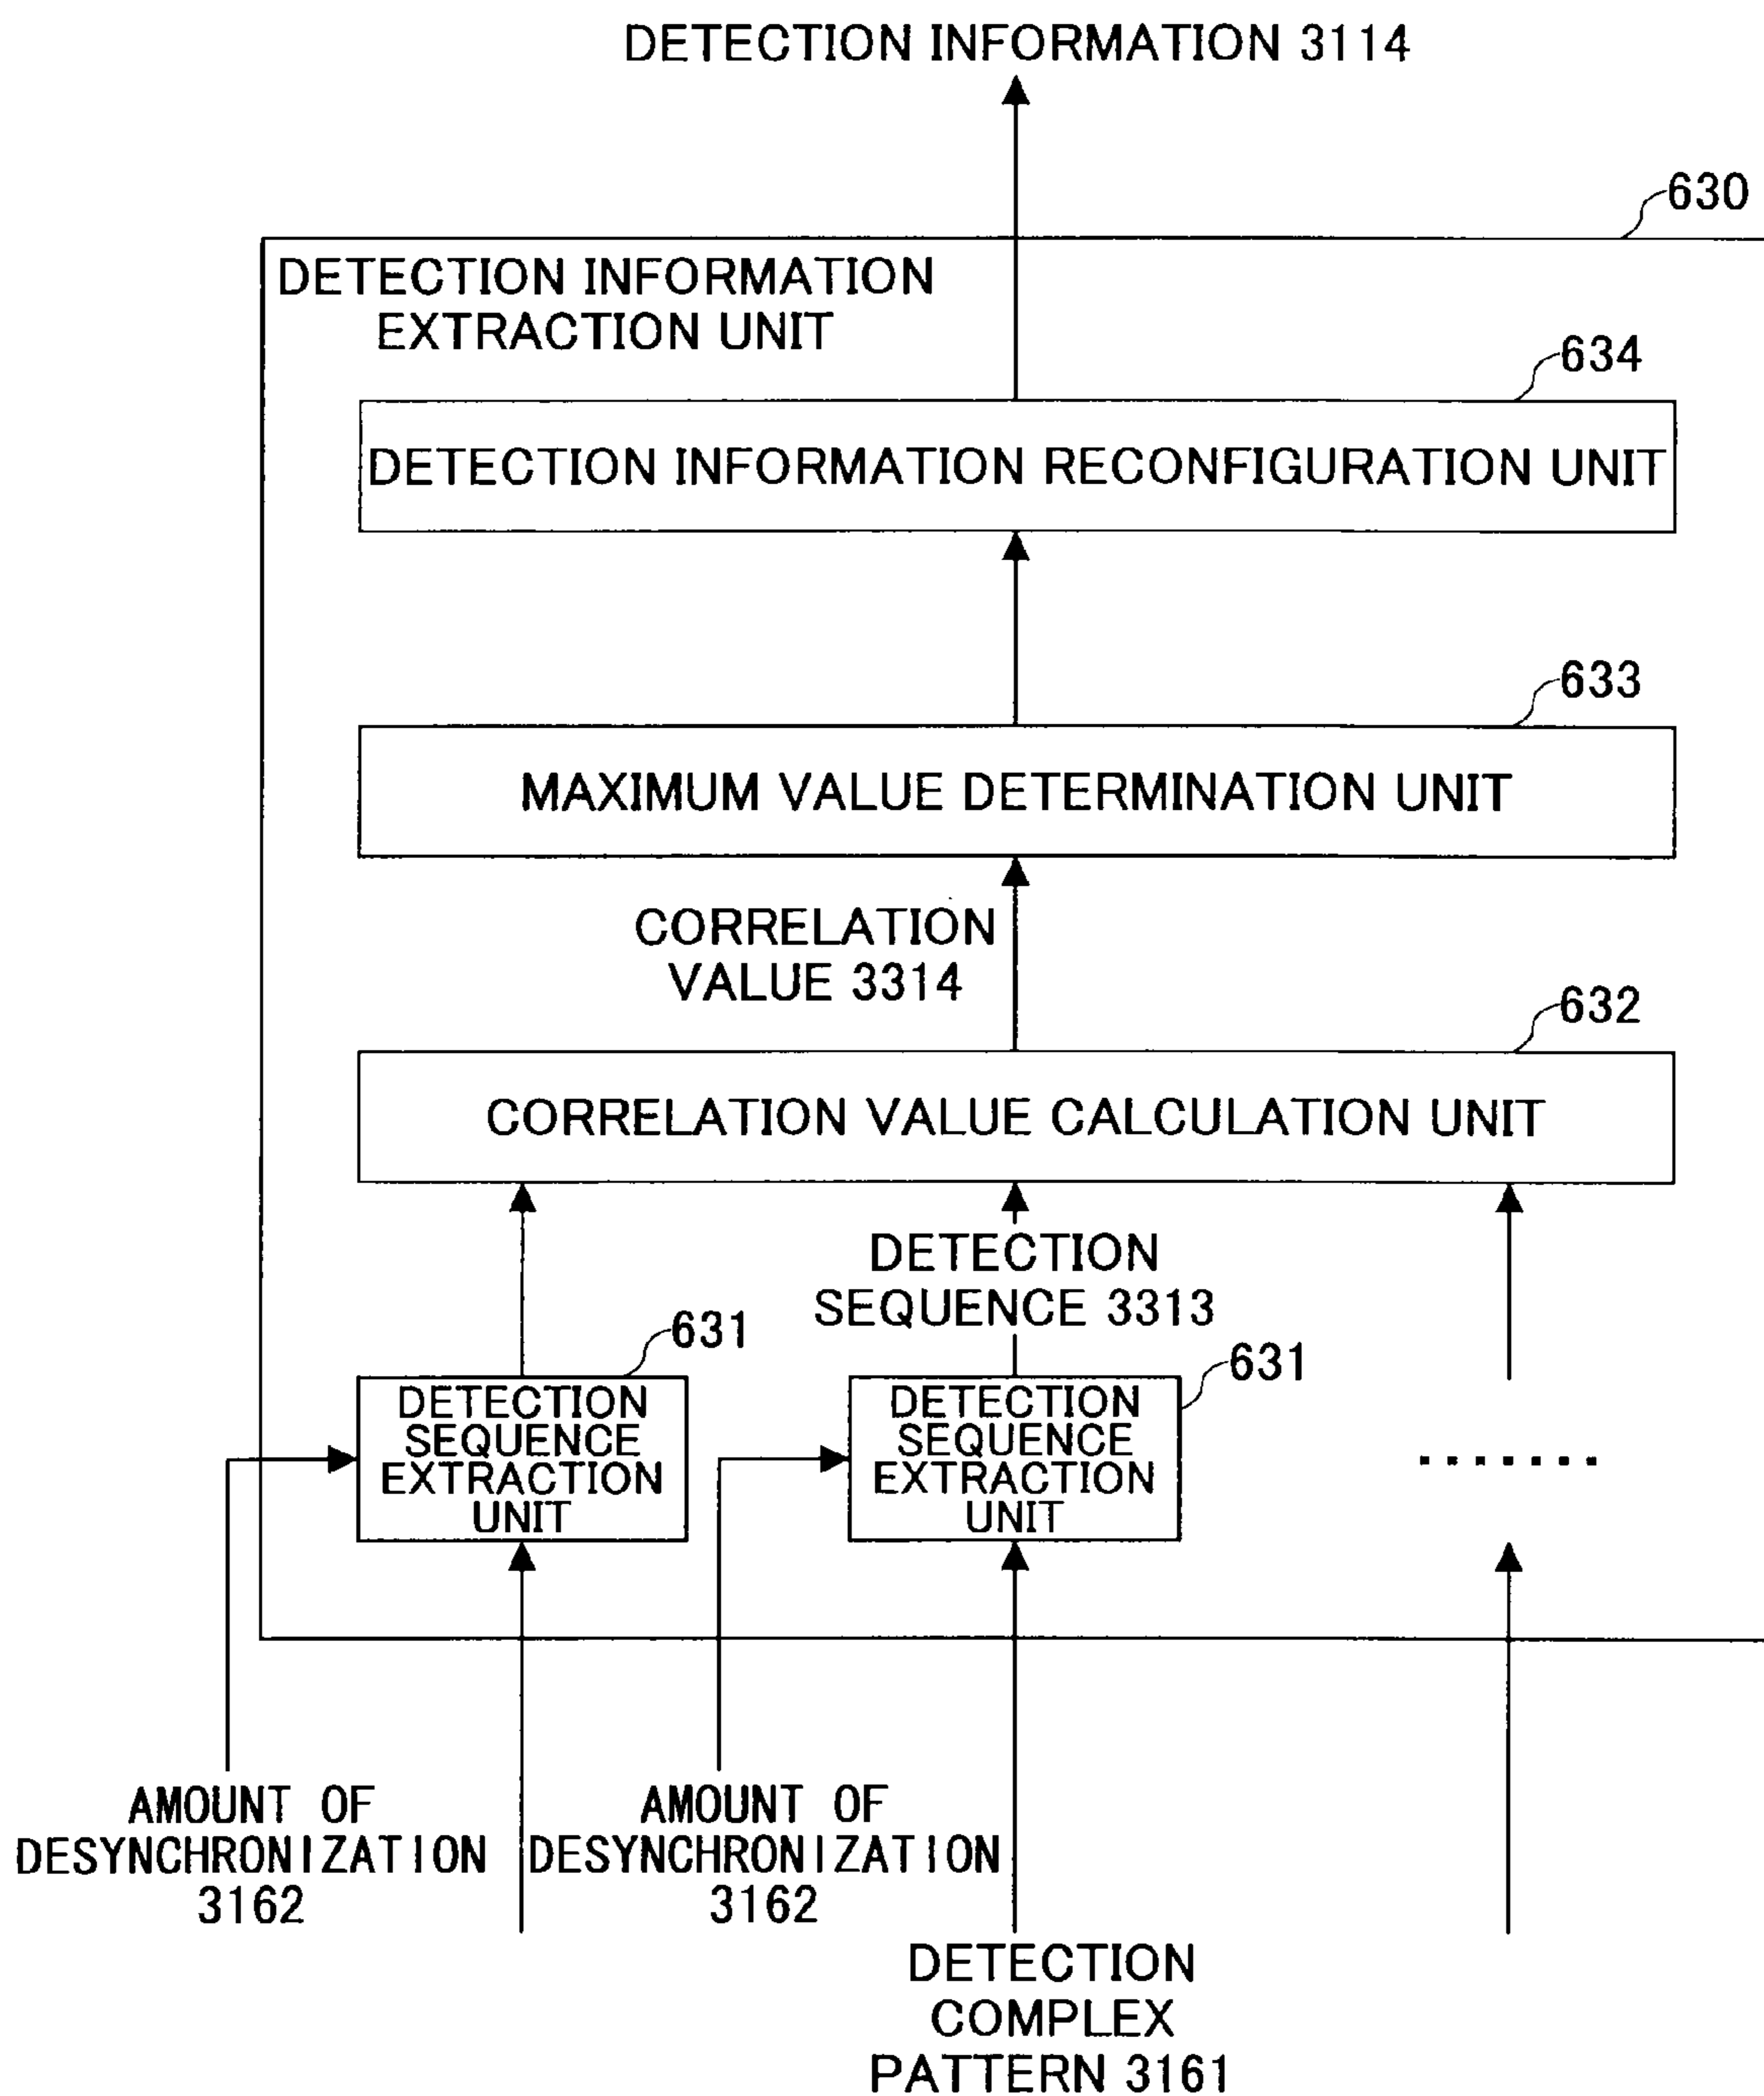 DETECTION INFORMATION 3114
630
DETECTION INFORMATION
EXTRACTION UNIT
634
DETECTION INFORMATION RECONFIGURATION UNIT
633
MAXIMUM VALUE DETERMINATION UNIT
CORRELATION
VALUE 3314
632
CORRELATION VALUE CALCULATION UNIT
DETECTION
SEQUENCE 3313
631
DETECTION
SEQUENCE
EXTRACTION
UNIT
631
DETECTION
SEQUENCE
EXTRACTION
UNIT
AMOUNT OF
DESYNCHRONIZATION
3162
AMOUNT OF
DESYNCHRONIZATION
3162
DETECTION
COMPLEX
PATTERN 3161